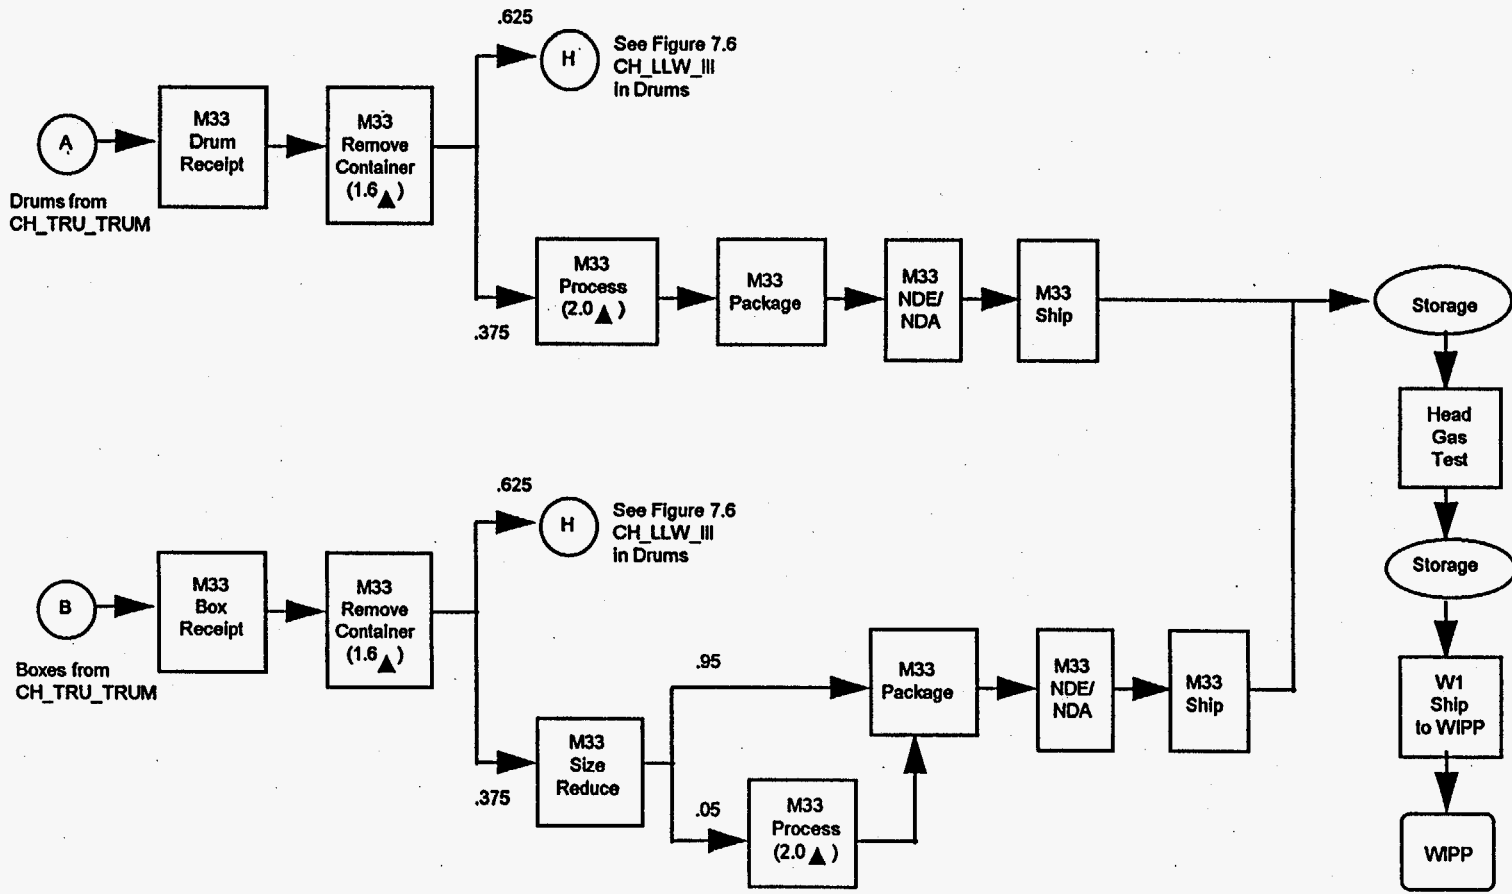 .625
H
See Figure 7.6
CH_LLW_III
in Drums
A
Drums from
CH_TRU_TRUM
M33
Drum
Receipt
M33
Remove
Container
(1.6▲)
.375
M33
Process
(2.0▲)
M33
Package
M33
NDE/
NDA
M33
Ship
Storage
Head
Gas
Test
Storage
W1
Ship
to WIPP
WIPP
.625
H
See Figure 7.6
CH_LLW_III
in Drums
B
Boxes from
CH_TRU_TRUM
M33
Box
Receipt
M33
Remove
Container
(1.6▲)
.375
M33
Size
Reduce
.95
.05
M33
Process
(2.0▲)
M33
Package
M33
NDE/
NDA
M33
Ship